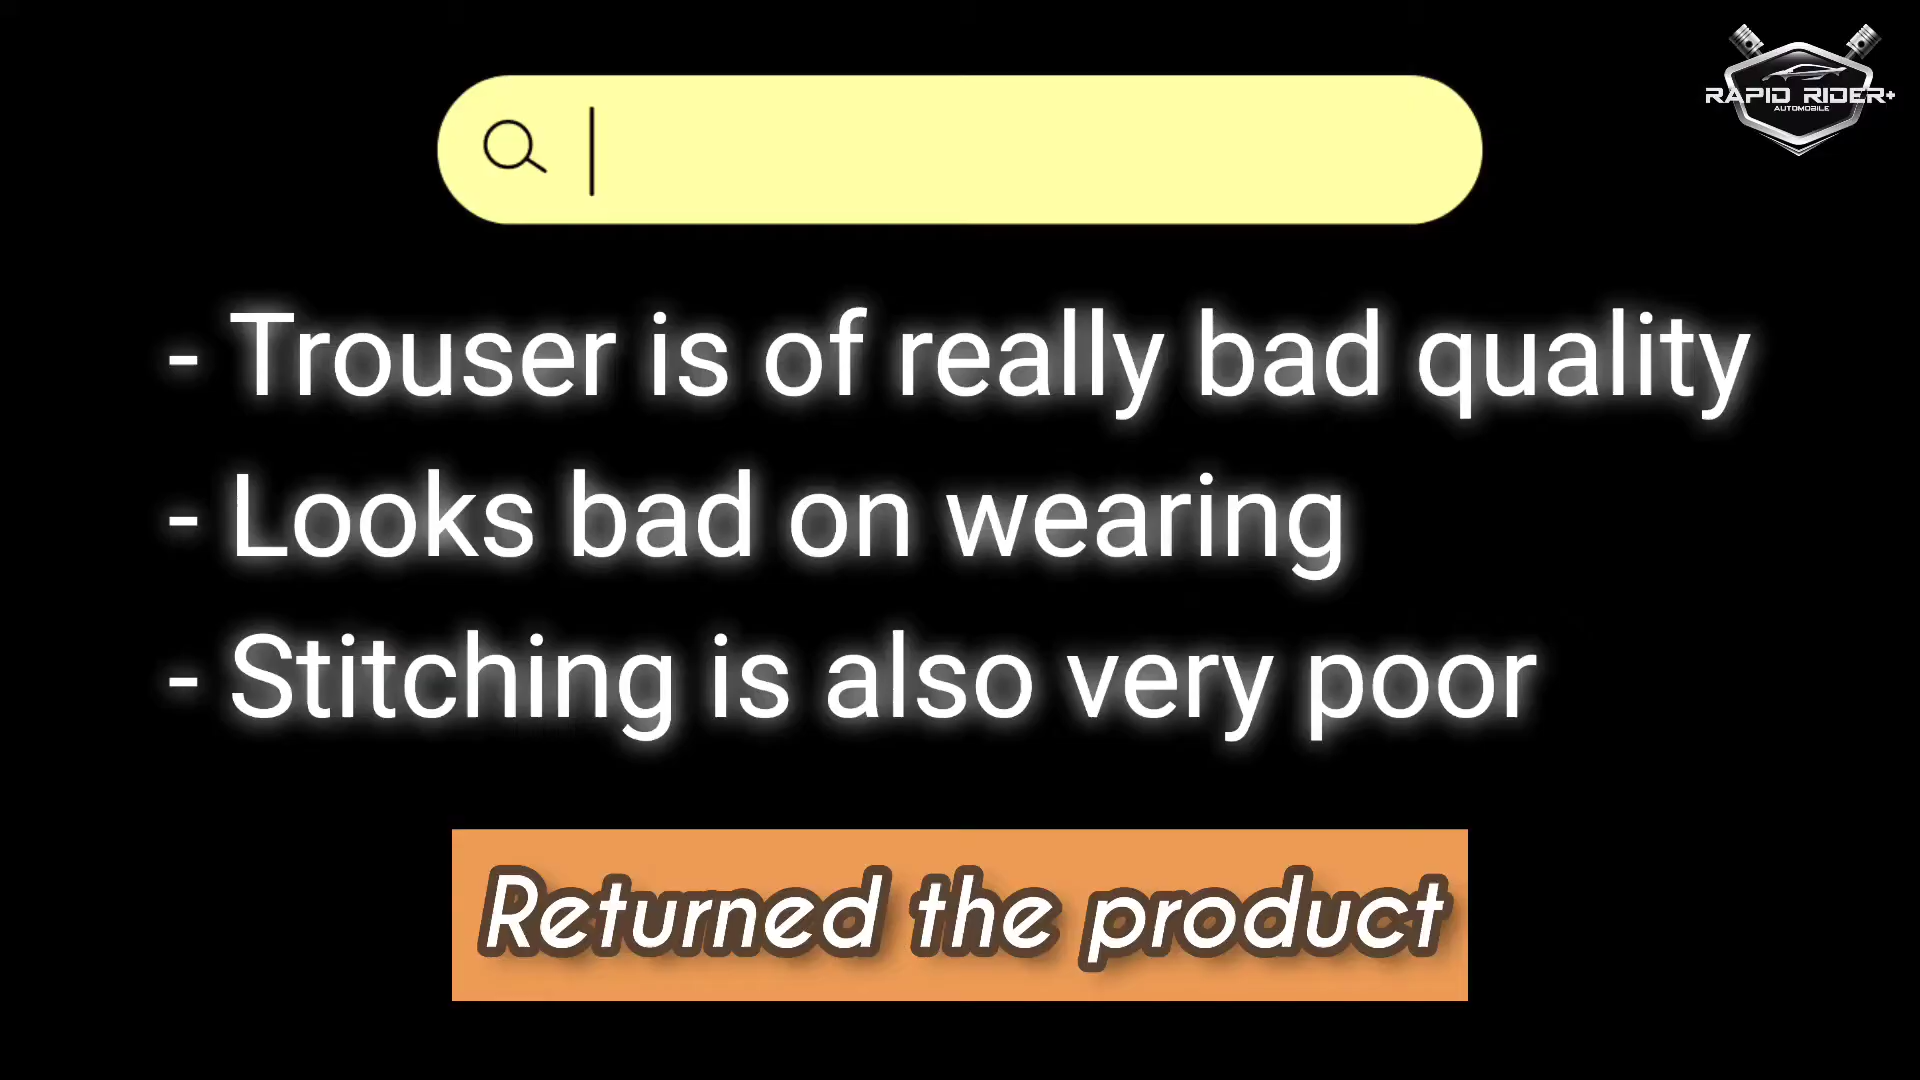 RAPID RIDER+
AUTOMOBILE
- Trouser is of really bad quality
- Looks bad on wearing
- Stitching is also very poor
Returned the product